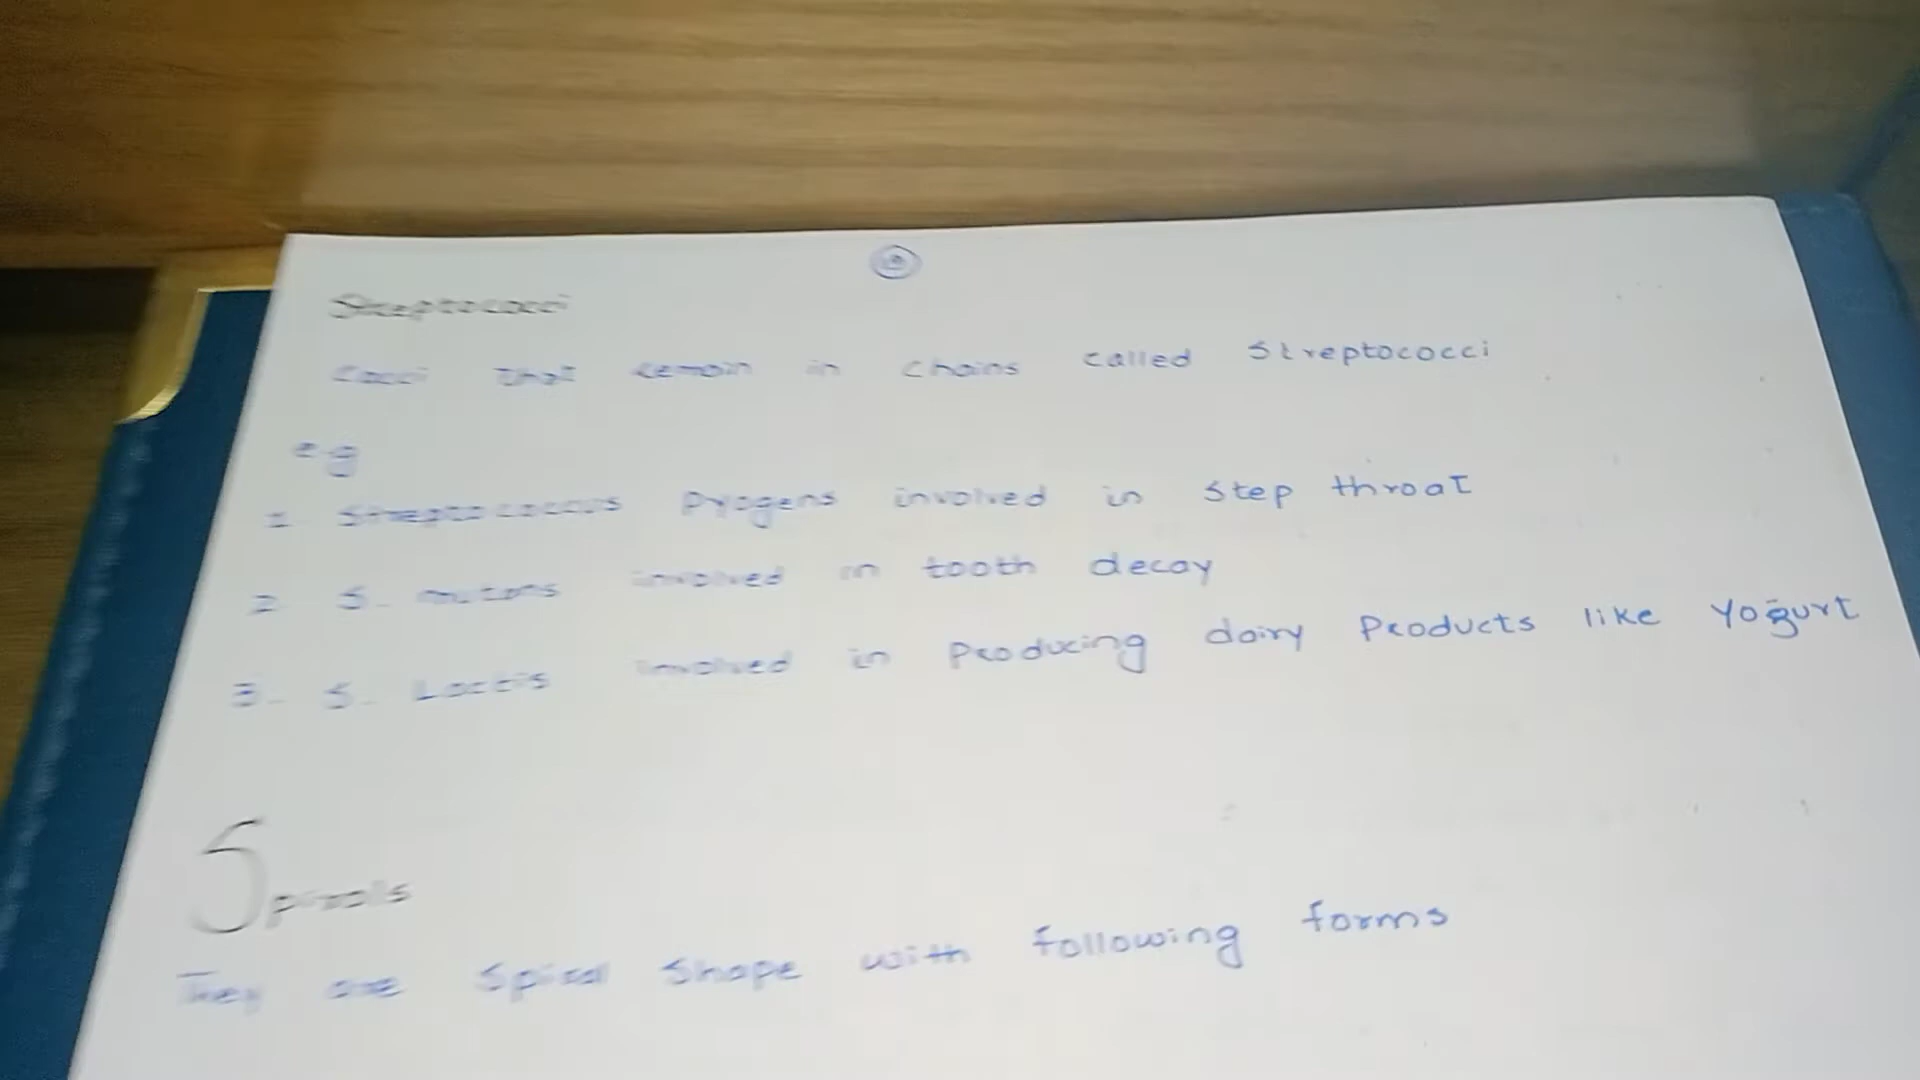 Streptococci
Cocci that remain in chains called Streptococci
e.g
1 Streptococcus Pyogens involved in Step throat
2 S. mutans involved in tooth decay
3. S. Lactis involved in Producing dairy Products like Yogurt
Spirals
They are Spiral Shape with following forms